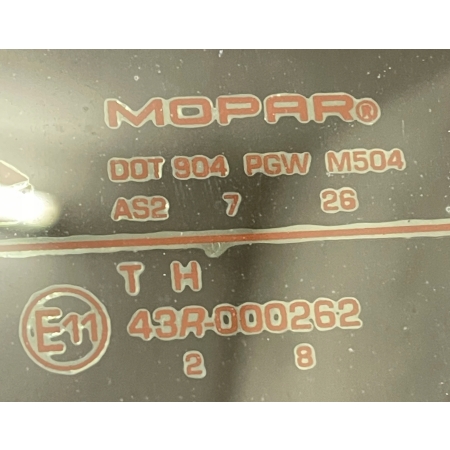 MOPAR®
DOT 904 PGW M504
AS2 7 26
T H
E11 43R-000262
2 8